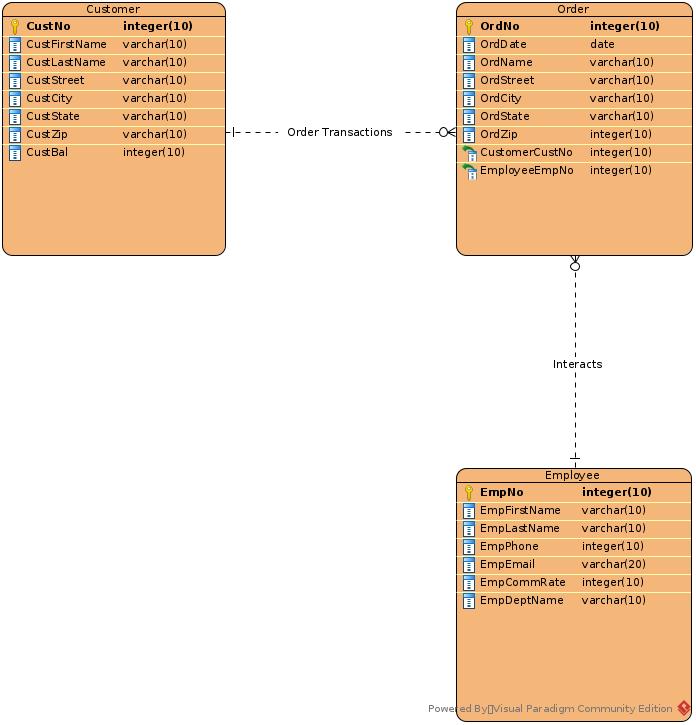 Customer
CustNo integer(10)
CustFirstName varchar(10)
CustLastName varchar(10)
CustStreet varchar(10)
CustCity varchar(10)
CustState varchar(10)
CustZip varchar(10)
CustBal integer(10)
Order Transactions
Order
OrdNo integer(10)
OrdDate date
OrdName varchar(10)
OrdStreet varchar(10)
OrdCity varchar(10)
OrdState varchar(10)
OrdZip integer(10)
CustomerCustNo integer(10)
EmployeeEmpNo integer(10)
Interacts
Employee
EmpNo integer(10)
EmpFirstName varchar(10)
EmpLastName varchar(10)
EmpPhone integer(10)
EmpEmail varchar(20)
EmpCommRate integer(10)
EmpDeptName varchar(10)
Powered By▯Visual Paradigm Community Edition